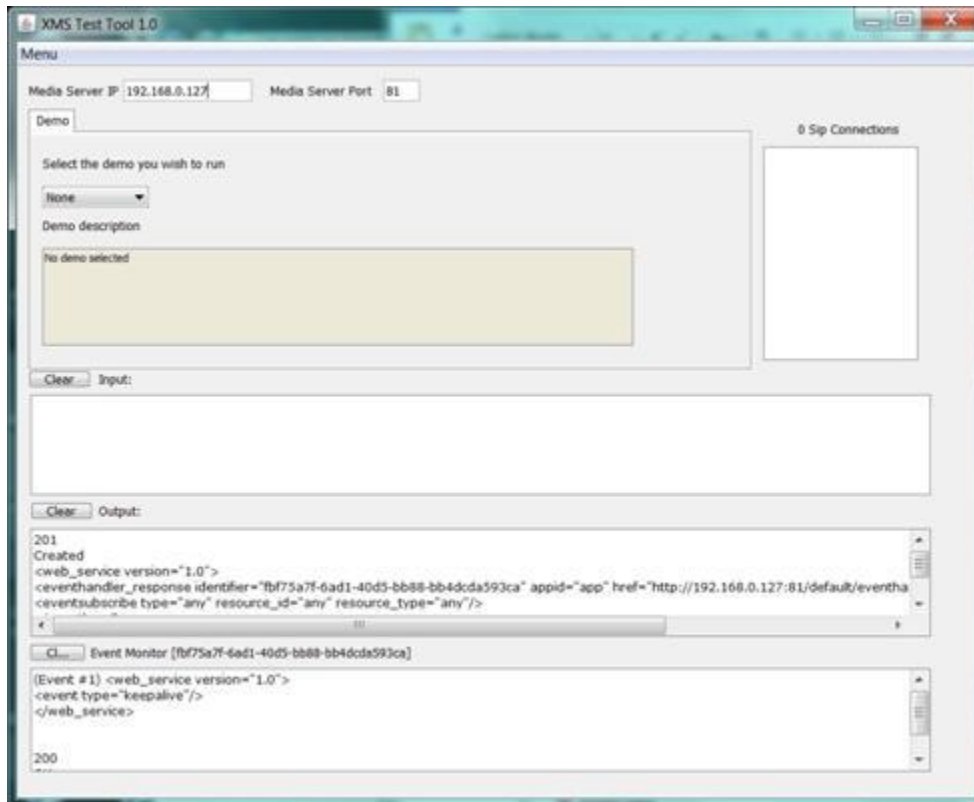 XMS Test Tool 1.0
Menu
Media Server IP 192.168.0.127 Media Server Port 81
Demo
0 Sip Connections
Select the demo you wish to run
None
Demo description
No demo selected
Clear Input:
Clear Output:
201
Created
<web_service version="1.0">
<eventhandler_response identifier="fbf75a7f-6ad1-40d5-bb88-bb4dcda593ca" appid="app" href="http://192.168.0.127:81/default/eventha
<eventsubscribe type="any" resource_id="any" resource_type="any"/>
Cl... Event Monitor [fbf75a7f-6ad1-40d5-bb88-bb4dcda593ca]
(Event #1) <web_service version="1.0">
<event type="keepalive"/>
</web_service>
200